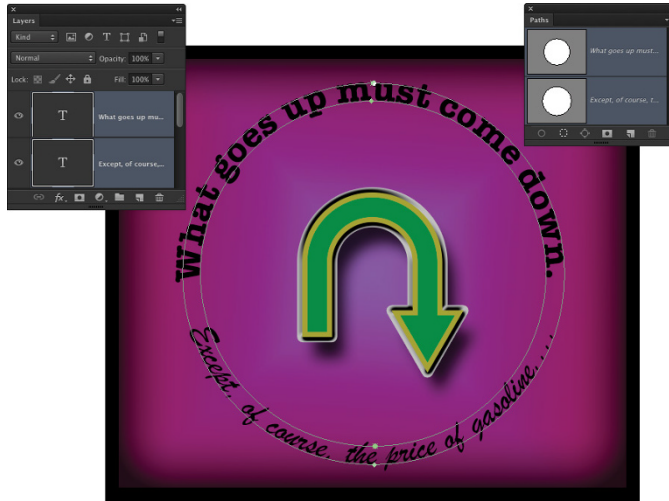 Layers
Kind
T
Normal
Opacity: 100%
Lock:
Fill: 100%
T
What goes up mu...
T
Except, of course,...
fx.
Paths
What goes up must...
Except, of course, t...
What goes up must come down.
Except, of course, the price of gasoline....